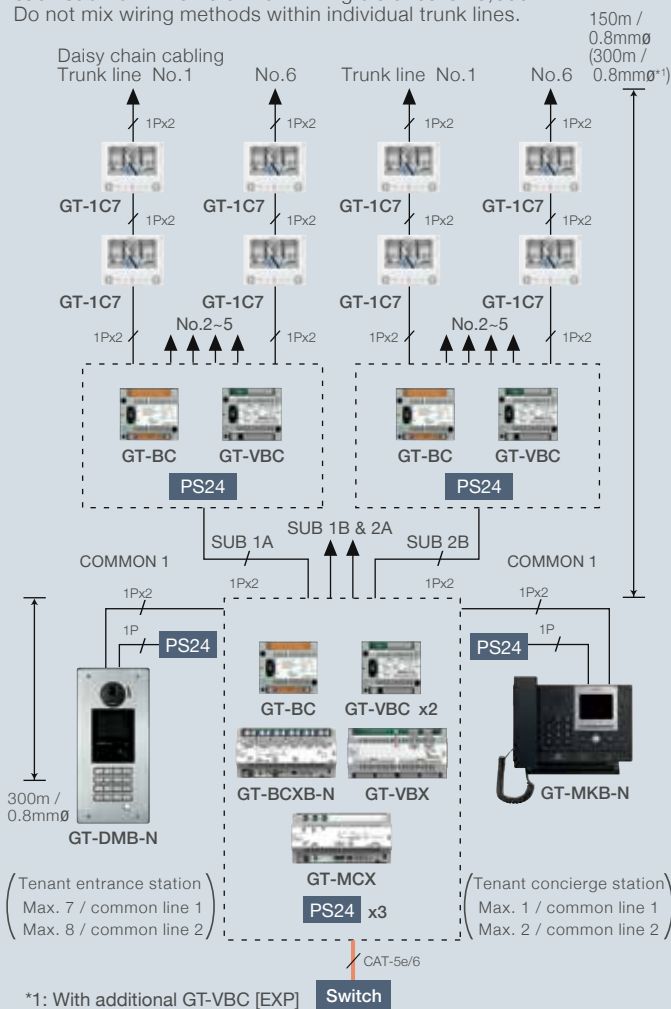 Do not mix wiring methods within individual trunk lines.
150m /
0.8mmø
(300m /
0.8mmø*1)
Daisy chain cabling
Trunk line No.1 No.6 Trunk line No.1 No.6
1Px2 1Px2 1Px2 1Px2
GT-1C7 GT-1C7 GT-1C7 GT-1C7
1Px2 1Px2 1Px2 1Px2
GT-1C7 GT-1C7 GT-1C7 GT-1C7
No.2~5 No.2~5
1Px2 1Px2 1Px2 1Px2
GT-BC GT-VBC GT-BC GT-VBC
PS24 PS24
SUB 1B & 2A
SUB 1A SUB 2B
COMMON 1 COMMON 1
1Px2 1Px2 1Px2 1Px2
1P PS24 PS24 1P
GT-BC GT-VBC x2
GT-BCXB-N GT-VBX
GT-MKB-N
300m /
0.8mmø
GT-DMB-N
GT-MCX
(Tenant entrance station
Max. 7 / common line 1
Max. 8 / common line 2)
(Tenant concierge station
Max. 1 / common line 1
Max. 2 / common line 2)
PS24 x3
CAT-5e/6
*1: With additional GT-VBC [EXP] Switch